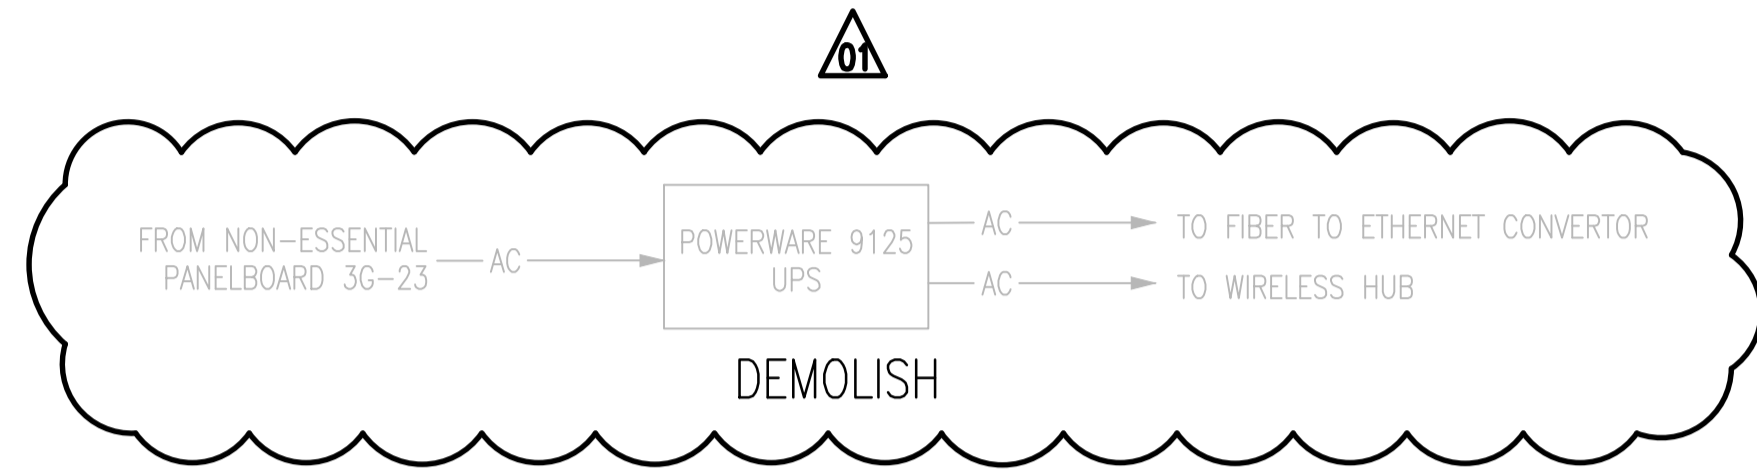 01
FROM NON-ESSENTIAL
PANELBOARD 3G-23
AC
POWERWARE 9125
UPS
AC
TO FIBER TO ETHERNET CONVERTOR
AC
TO WIRELESS HUB
DEMOLISH